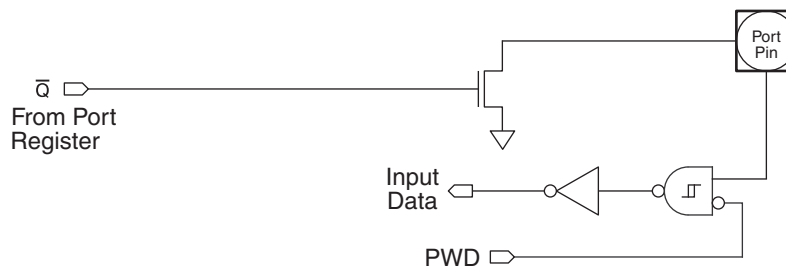 Port
Pin
Q̅
From Port
Register
Input
Data
PWD